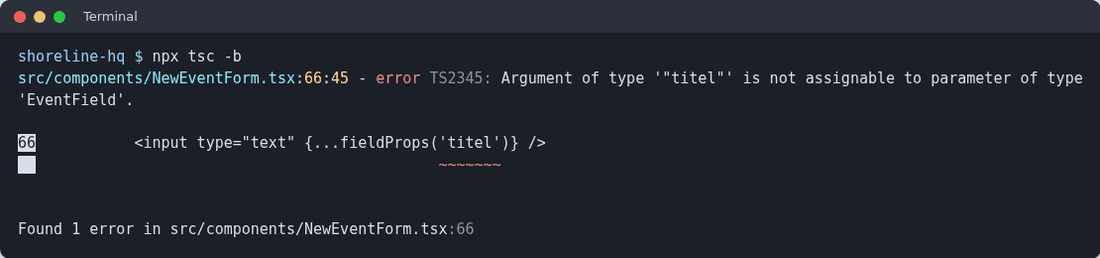 Terminal
shoreline-hq $ npx tsc -b
src/components/NewEventForm.tsx:66:45 - error TS2345: Argument of type '"titel"' is not assignable to parameter of type
'EventField'.
66           <input type="text" {...fieldProps('titel')} />
~~~~~~~
Found 1 error in src/components/NewEventForm.tsx:66